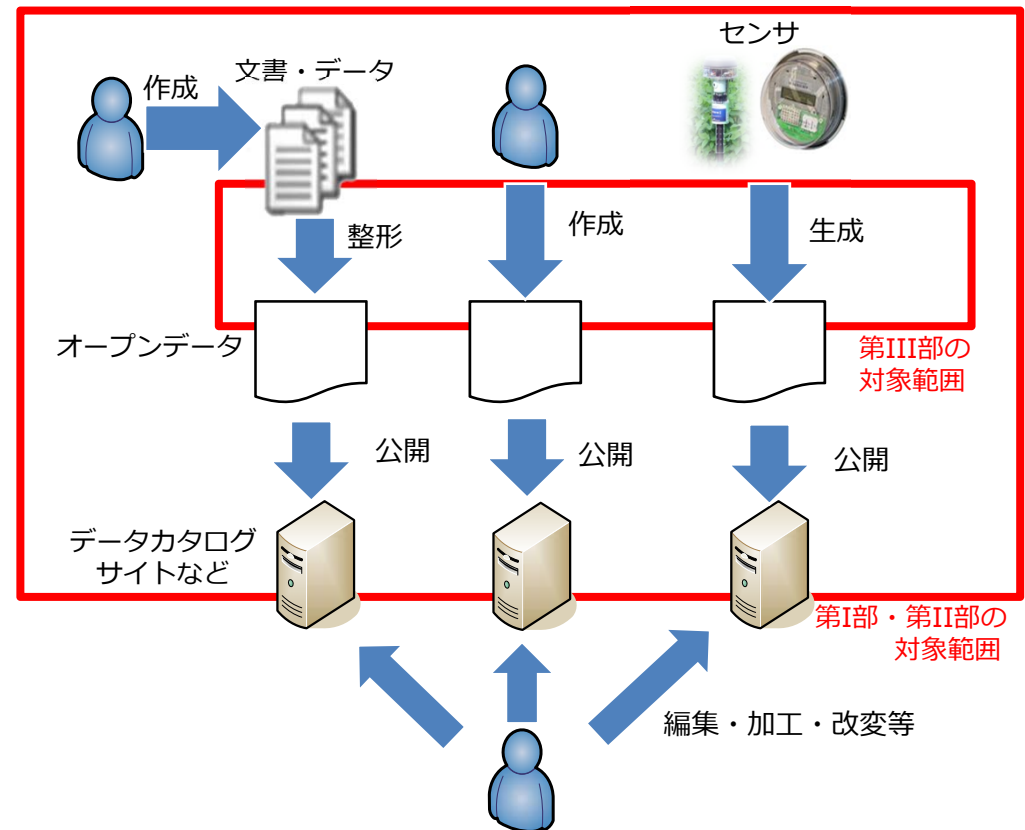 センサ
作成
文書・データ
整形
作成
生成
オープンデータ
第III部の
対象範囲
公開
公開
公開
データカタログ
サイトなど
第I部・第II部の
対象範囲
編集・加工・改変等